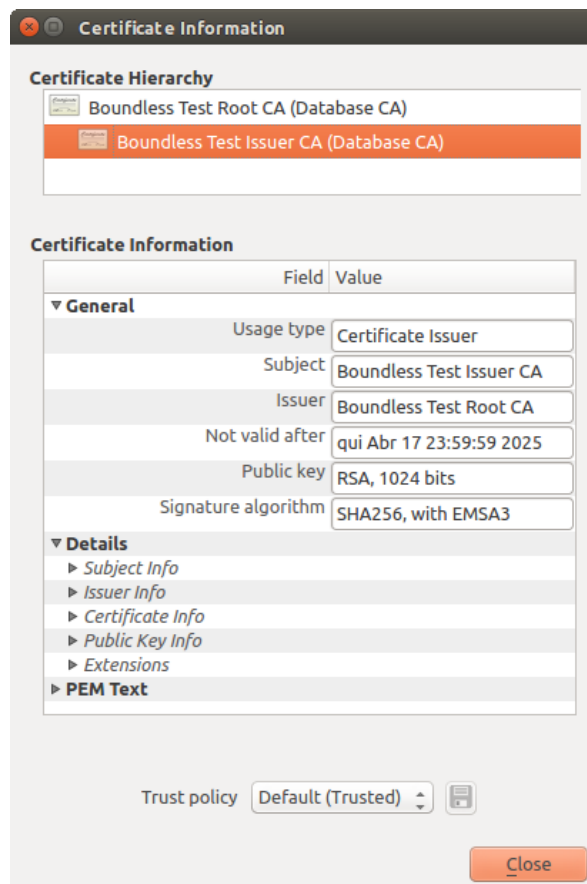 Certificate Information
Certificate Hierarchy
Boundless Test Root CA (Database CA)
Boundless Test Issuer CA (Database CA)
Certificate Information
Field Value
General
Usage type Certificate Issuer
Subject Boundless Test Issuer CA
Issuer Boundless Test Root CA
Not valid after qui Abr 17 23:59:59 2025
Public key RSA, 1024 bits
Signature algorithm SHA256, with EMSA3
Details
Subject Info
Issuer Info
Certificate Info
Public Key Info
Extensions
PEM Text
Trust policy Default (Trusted)
Close